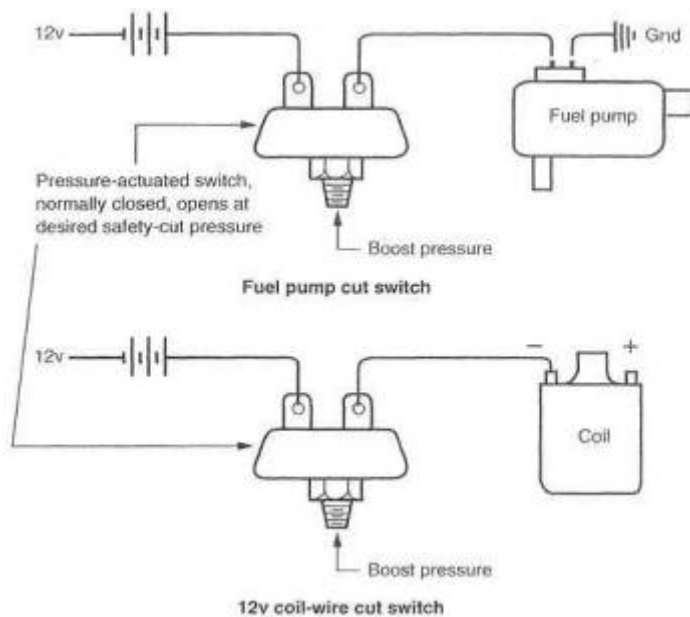 12v
Gnd
Fuel pump
Pressure-actuated switch,
normally closed, opens at
desired safety-cut pressure
Boost pressure
Fuel pump cut switch
12v
− +
Coil
Boost pressure
12v coil-wire cut switch